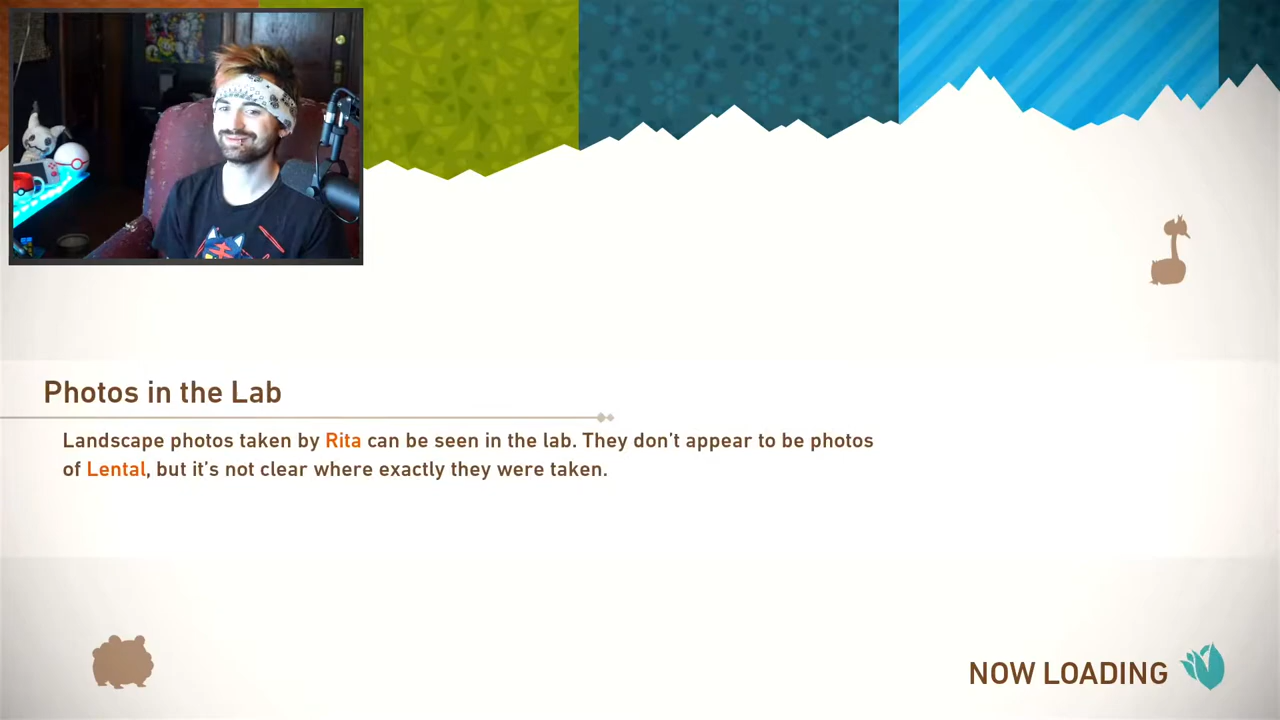 Photos in the Lab
Landscape photos taken by Rita can be seen in the lab. They don't appear to be photos
of Lental, but it's not clear where exactly they were taken.
NOW LOADING